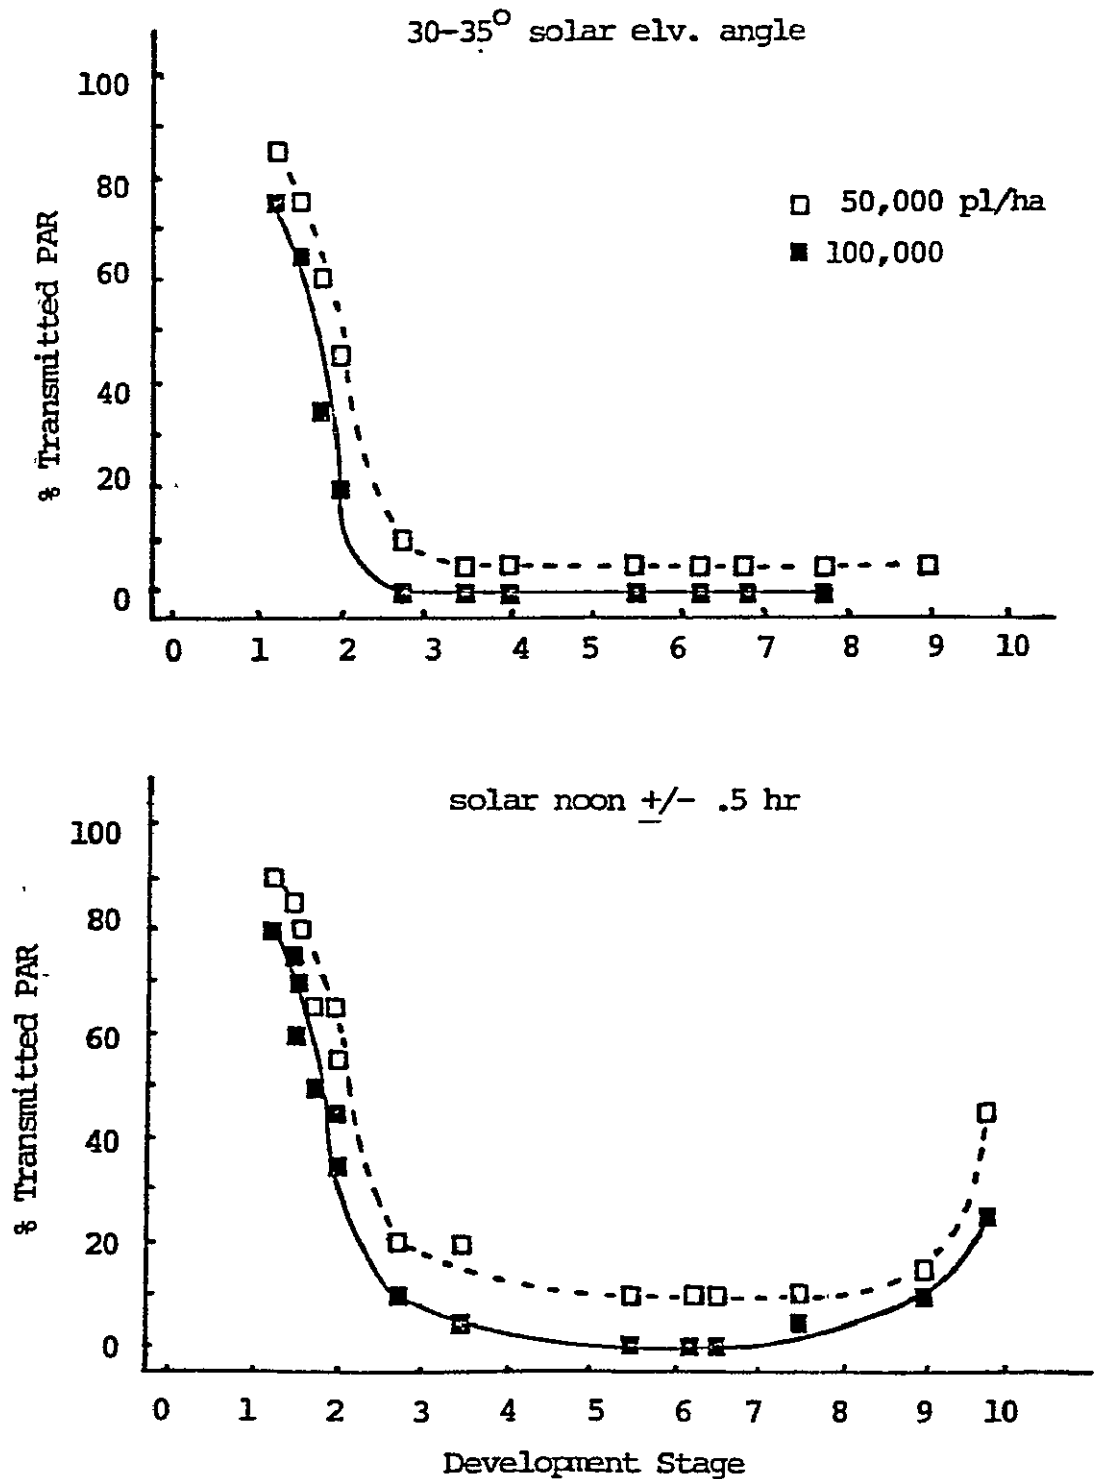 30-35° solar elv. angle
100
80
60
40
20
0
% Transmitted PAR
50,000 pl/ha
100,000
0 1 2 3 4 5 6 7 8 9 10
solar noon +/- .5 hr
100
80
60
40
20
0
% Transmitted PAR
0 1 2 3 4 5 6 7 8 9 10
Development Stage